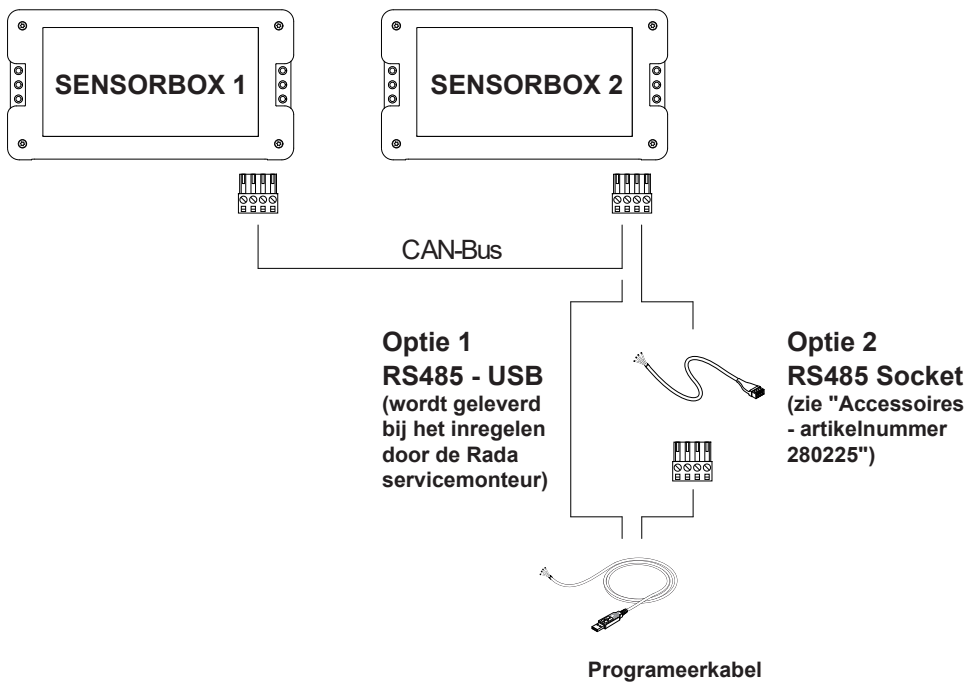 SENSORBOX 1
SENSORBOX 2
CAN-Bus
Optie 1
RS485 - USB
(wordt geleverd
bij het inregelen
door de Rada
servicemonteur)
Optie 2
RS485 Socket
(zie "Accessoires
- artikelnummer
280225")
Programeerkabel